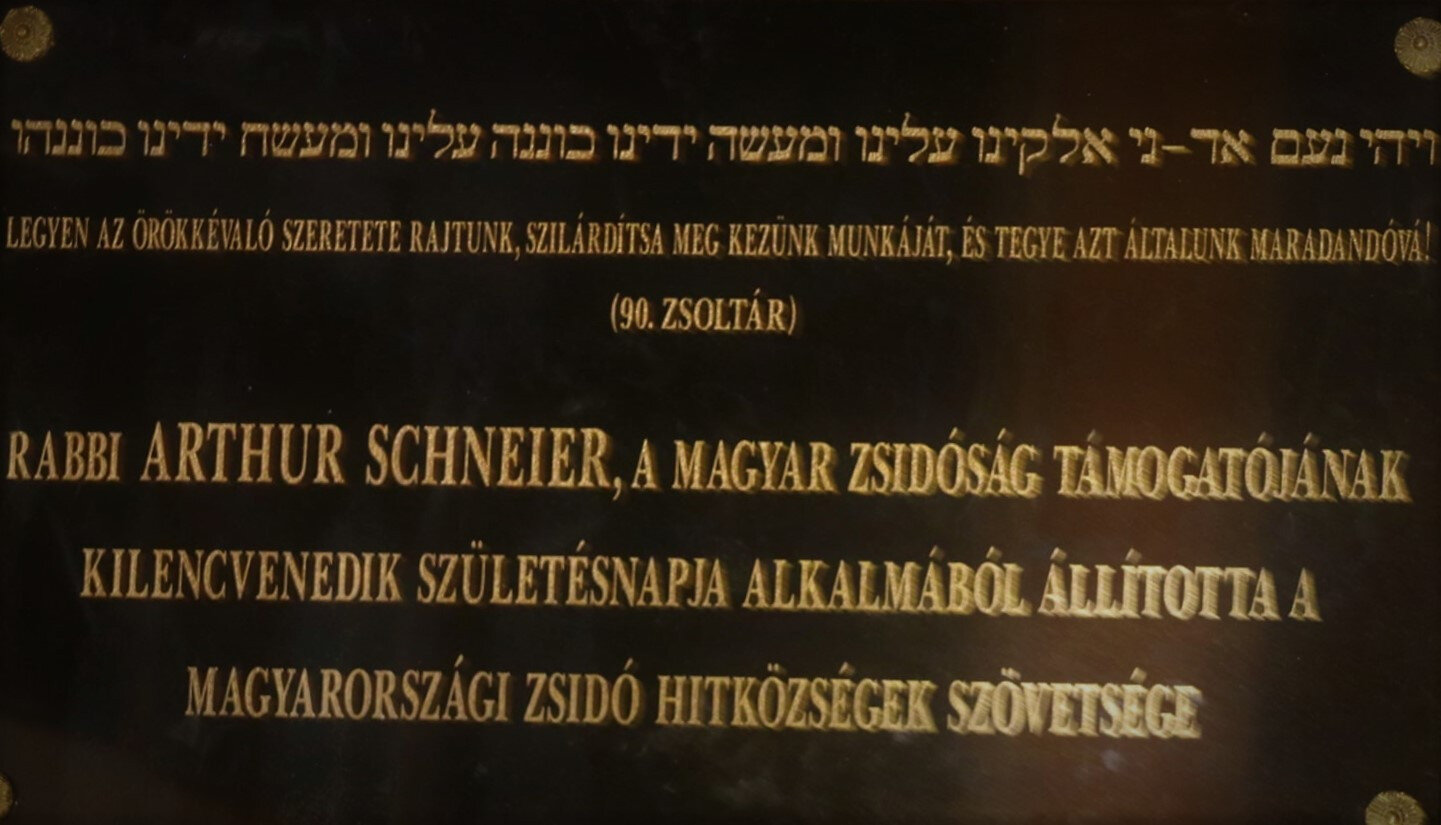 ויהי נעם אד-ני אלקינו עלינו ומעשה ידינו כוננה עלינו ומעשה ידינו כוננהו
LEGYEN AZ ÖRÖKKÉVALÓ SZERETETE RAJTUNK, SZILÁRDÍTSA MEG KEZÜNK MUNKÁJÁT, ÉS TEGYE AZT ÁLTALUNK MARADANDÓVÁ!
(90. ZSOLTÁR)
RABBI ARTHUR SCHNEIER, A MAGYAR ZSIDÓSÁG TÁMOGATÓJÁNAK
KILENCVENEDIK SZÜLETÉSNAPJA ALKALMÁBÓL ÁLLÍTOTTA A
MAGYARORSZÁGI ZSIDÓ HITKÖZSÉGEK SZÖVETSÉGE